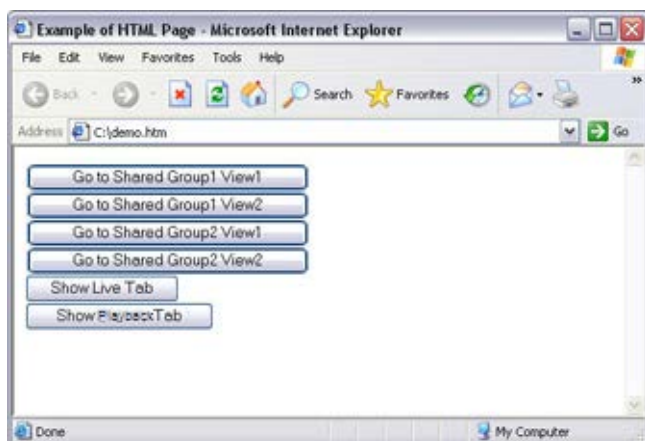 Example of HTML Page - Microsoft Internet Explorer
File Edit View Favorites Tools Help
Back Search Favorites »
Address C:\demo.htm Go
Go to Shared Group1 View1
Go to Shared Group1 View2
Go to Shared Group2 View1
Go to Shared Group2 View2
Show Live Tab
Show Playback Tab
Done My Computer